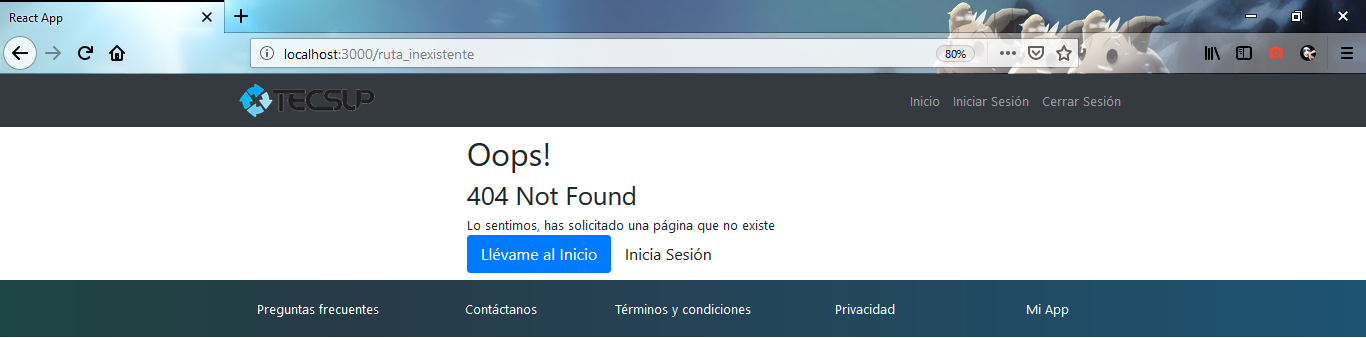 React App
localhost:3000/ruta_inexistente
80%
TECSUP
Inicio Iniciar Sesión Cerrar Sesión
Oops!
404 Not Found
Lo sentimos, has solicitado una página que no existe
Llévame al Inicio Inicia Sesión
Preguntas frecuentes Contáctanos Términos y condiciones Privacidad Mi App